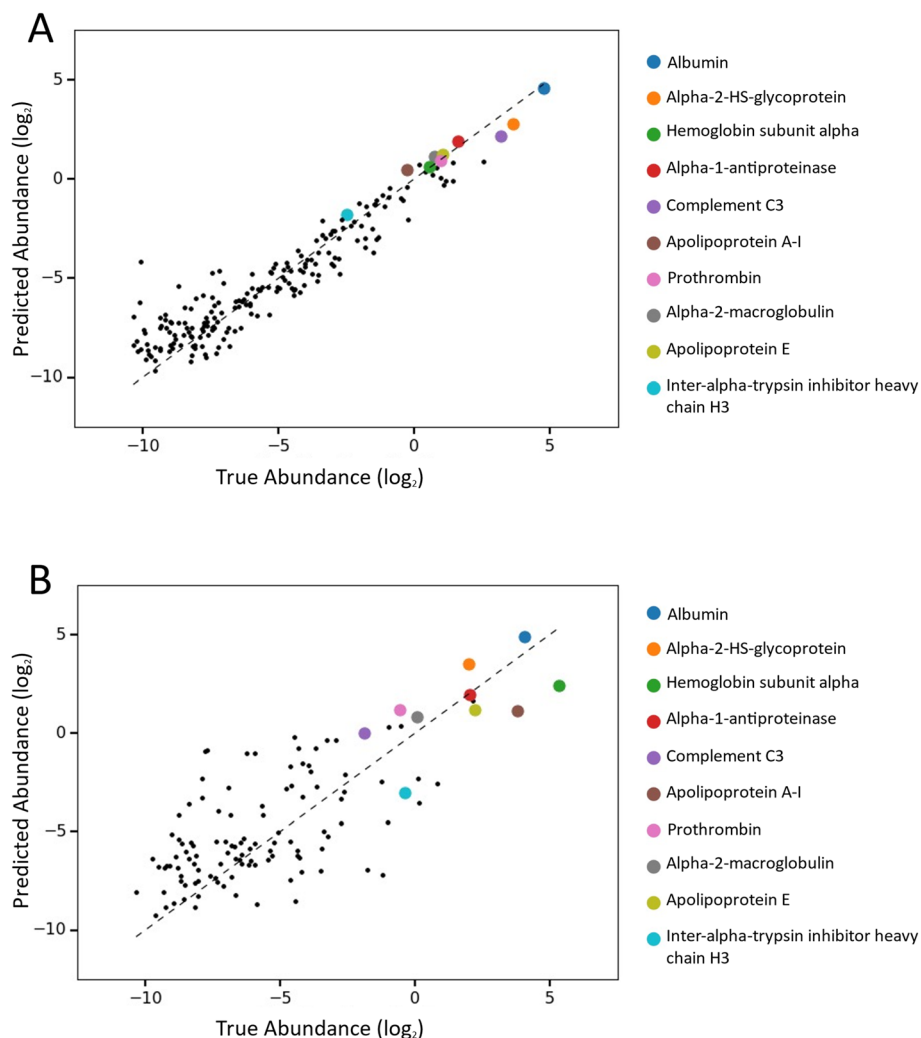 A
5
0
−5
−10
−10
−5
0
5
Predicted Abundance (log₂)
True Abundance (log₂)
Albumin
Alpha-2-HS-glycoprotein
Hemoglobin subunit alpha
Alpha-1-antiproteinase
Complement C3
Apolipoprotein A-I
Prothrombin
Alpha-2-macroglobulin
Apolipoprotein E
Inter-alpha-trypsin inhibitor heavy
chain H3
B
5
0
−5
−10
−10
−5
0
5
Predicted Abundance (log₂)
True Abundance (log₂)
Albumin
Alpha-2-HS-glycoprotein
Hemoglobin subunit alpha
Alpha-1-antiproteinase
Complement C3
Apolipoprotein A-I
Prothrombin
Alpha-2-macroglobulin
Apolipoprotein E
Inter-alpha-trypsin inhibitor heavy
chain H3